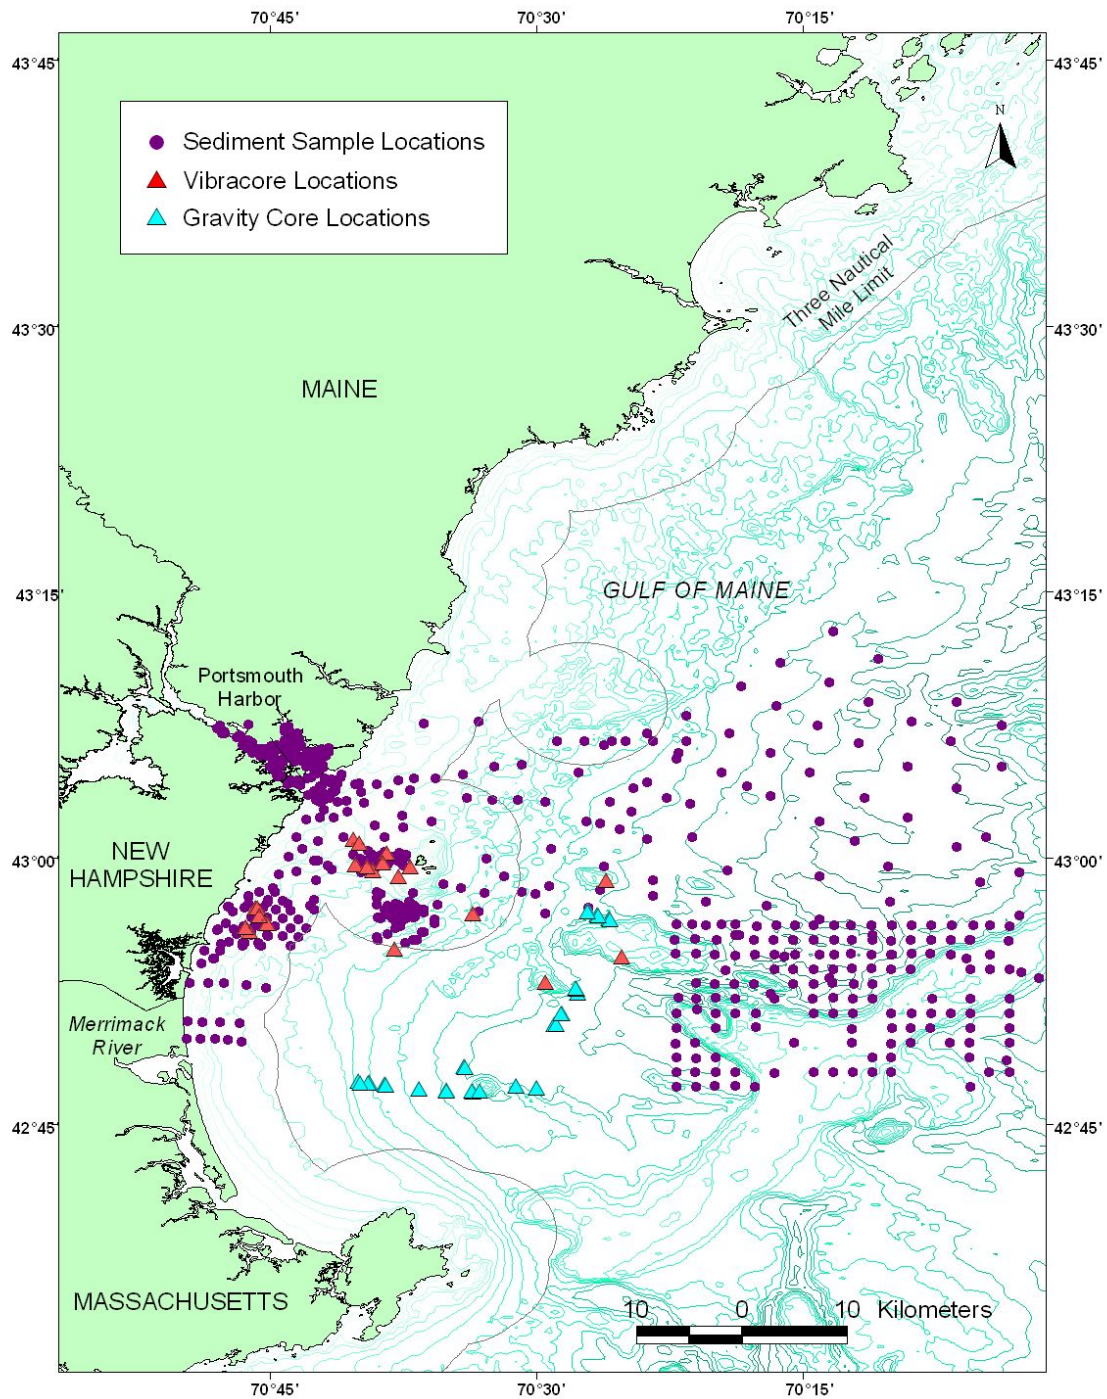 70°45' 70°30' 70°15'
43°45' 43°45'
N
Sediment Sample Locations
Vibracore Locations
Gravity Core Locations
Three Nautical
Mile Limit
43°30' 43°30'
MAINE
43°15' 43°15'
GULF OF MAINE
Portsmouth
Harbor
NEW
HAMPSHIRE
43°00' 43°00'
Merrimack
River
42°45' 42°45'
MASSACHUSETTS
10 0 10 Kilometers
70°45' 70°30' 70°15'